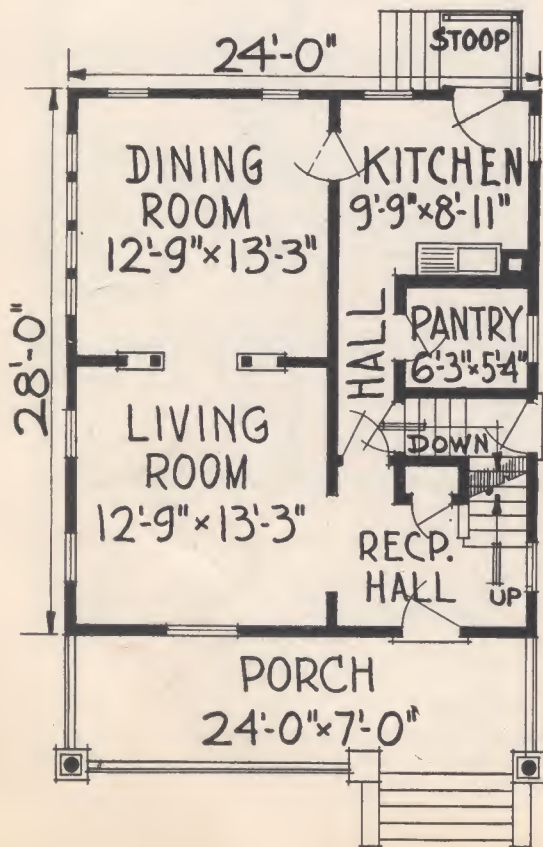 STOOP
24'-0"
DINING
ROOM
12'-9"×13'-3"
KITCHEN
9'-9"×8'-11"
28'-0"
HALL
PANTRY
6'-3"×5'4"
LIVING
ROOM
12'-9"×13'-3"
DOWN
RECP.
HALL
UP
PORCH
24'-0"×7'-0"